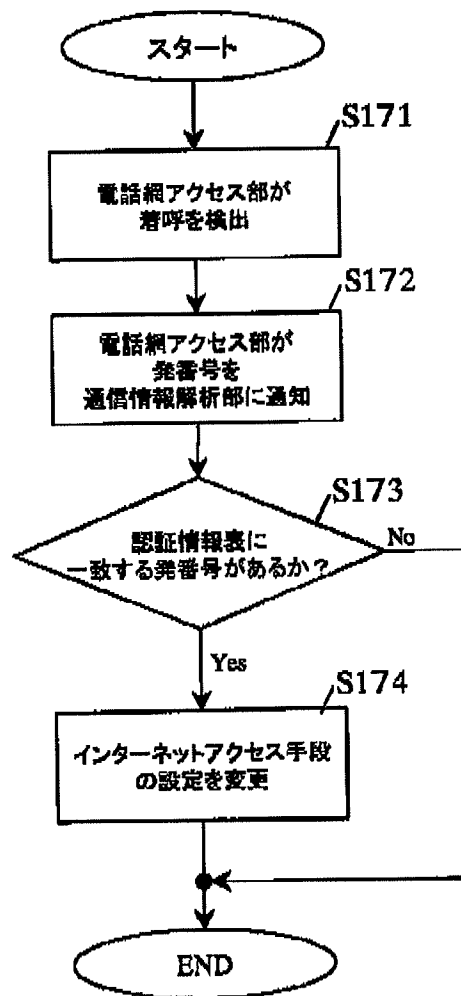 スタート
S171
電話網アクセス部が
着呼を検出
S172
電話網アクセス部が
発番号を
通信情報解析部に通知
S173
認証情報表に
一致する発番号があるか？
No
Yes
S174
インターネットアクセス手段
の設定を変更
END